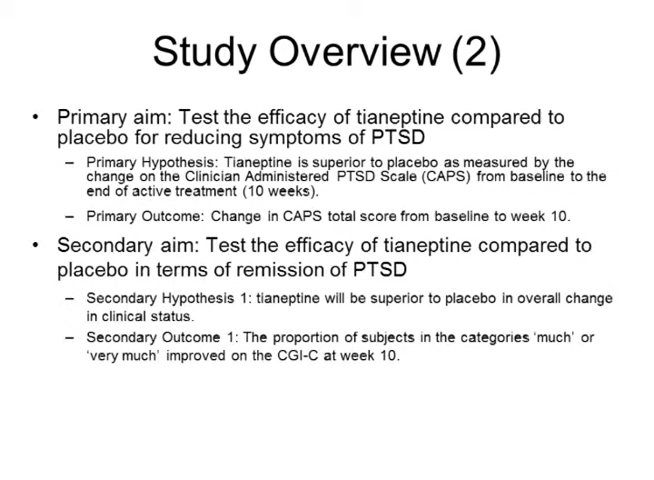 Study Overview (2)
• Primary aim: Test the efficacy of tianeptine compared to
placebo for reducing symptoms of PTSD
– Primary Hypothesis: Tianeptine is superior to placebo as measured by the
change on the Clinician Administered PTSD Scale (CAPS) from baseline to the
end of active treatment (10 weeks).
– Primary Outcome: Change in CAPS total score from baseline to week 10.
• Secondary aim: Test the efficacy of tianeptine compared to
placebo in terms of remission of PTSD
– Secondary Hypothesis 1: tianeptine will be superior to placebo in overall change
in clinical status.
– Secondary Outcome 1: The proportion of subjects in the categories ‘much’ or
‘very much’ improved on the CGI-C at week 10.